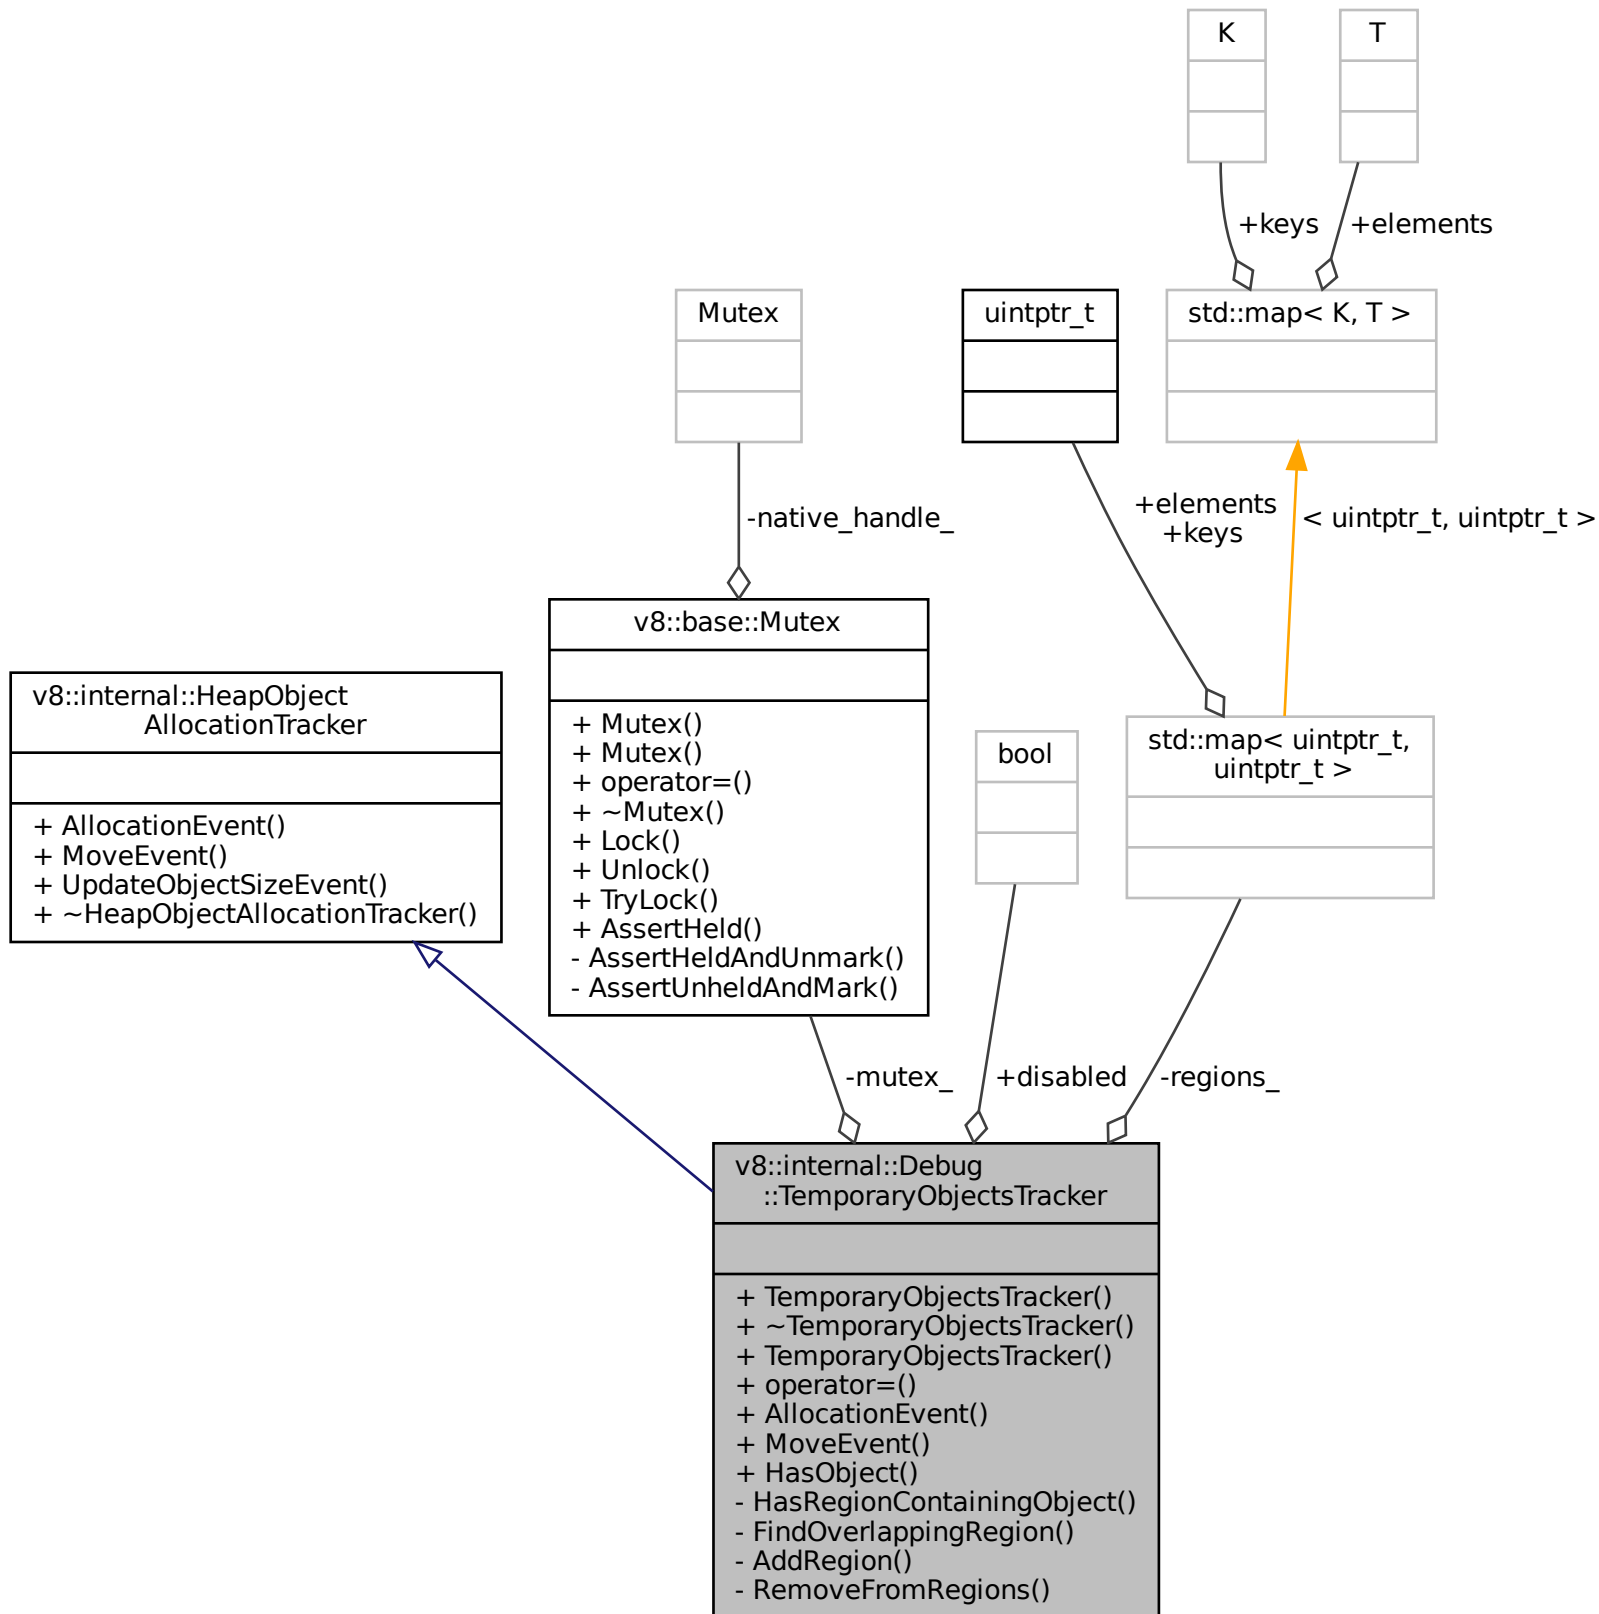 K
T
+keys
+elements
Mutex
uintptr_t
std::map< K, T >
-native_handle_
+elements
+keys
< uintptr_t, uintptr_t >
v8::base::Mutex
+ Mutex()
+ Mutex()
+ operator=()
+ ~Mutex()
+ Lock()
+ Unlock()
+ TryLock()
+ AssertHeld()
- AssertHeldAndUnmark()
- AssertUnheldAndMark()
v8::internal::HeapObject
AllocationTracker
+ AllocationEvent()
+ MoveEvent()
+ UpdateObjectSizeEvent()
+ ~HeapObjectAllocationTracker()
bool
std::map< uintptr_t,
uintptr_t >
-mutex_
+disabled
-regions_
v8::internal::Debug
::TemporaryObjectsTracker
+ TemporaryObjectsTracker()
+ ~TemporaryObjectsTracker()
+ TemporaryObjectsTracker()
+ operator=()
+ AllocationEvent()
+ MoveEvent()
+ HasObject()
- HasRegionContainingObject()
- FindOverlappingRegion()
- AddRegion()
- RemoveFromRegions()